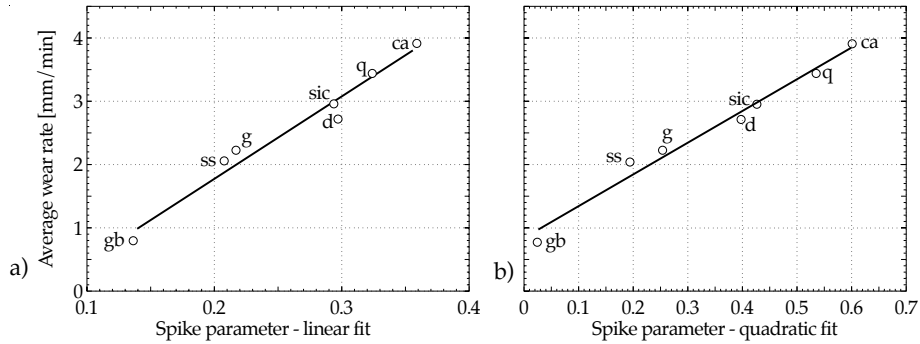 4
3
2
1
0
Average wear rate [mm/min]
a)
ca
q
sic
d
g
ss
gb
0.1
0.2
0.3
0.4
Spike parameter - linear fit
b)
ca
q
sic
d
g
ss
gb
0
0.1
0.2
0.3
0.4
0.5
0.6
0.7
Spike parameter - quadratic fit